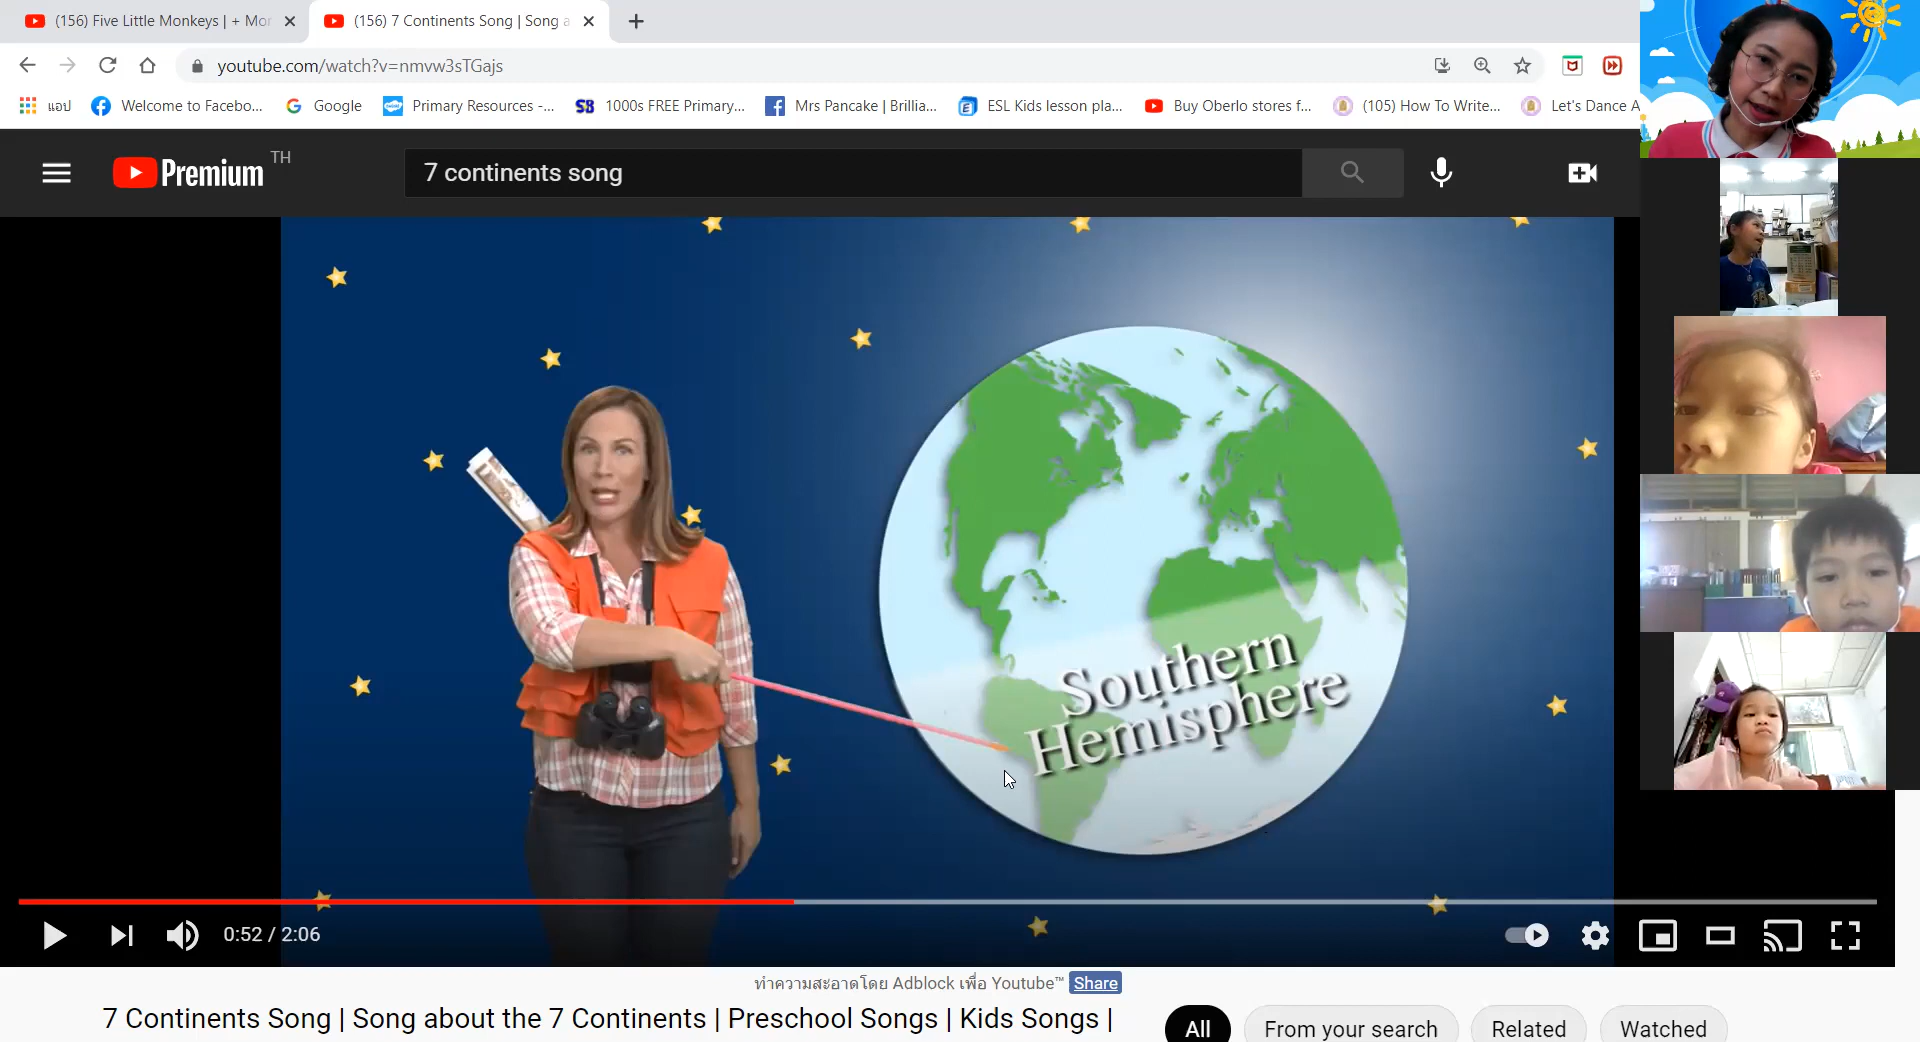 (156) Five Little Monkeys | + Mor
(156) 7 Continents Song | Song a
youtube.com/watch?v=nmvw3sTGajs
แอป
Welcome to Facebo...
Google
Primary Resources -...
SB
1000s FREE Primary...
Mrs Pancake | Brillia...
ESL Kids lesson pla...
Buy Oberlo stores f...
(105) How To Write...
Let's Dance A
Premium TH
7 continents song
Southern
Hemisphere
0:52 / 2:06
ทำความสะอาดโดย Adblock เพื่อ Youtube™ Share
7 Continents Song | Song about the 7 Continents | Preschool Songs | Kids Songs |
All
From your search
Related
Watched